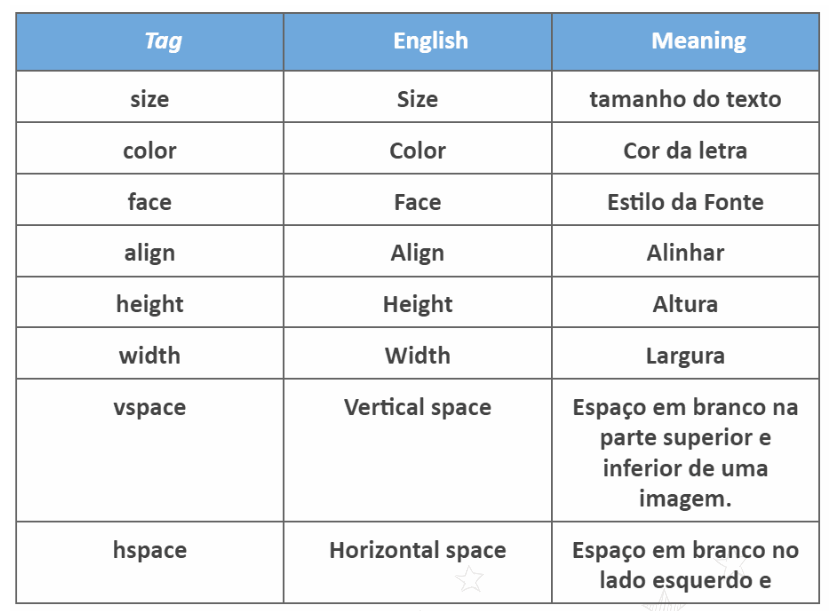 Tag English Meaning
size Size tamanho do texto
color Color Cor da letra
face Face Estilo da Fonte
align Align Alinhar
height Height Altura
width Width Largura
vspace Vertical space Espaço em branco na
parte superior e
inferior de uma
imagem.
hspace Horizontal space Espaço em branco no
lado esquerdo e